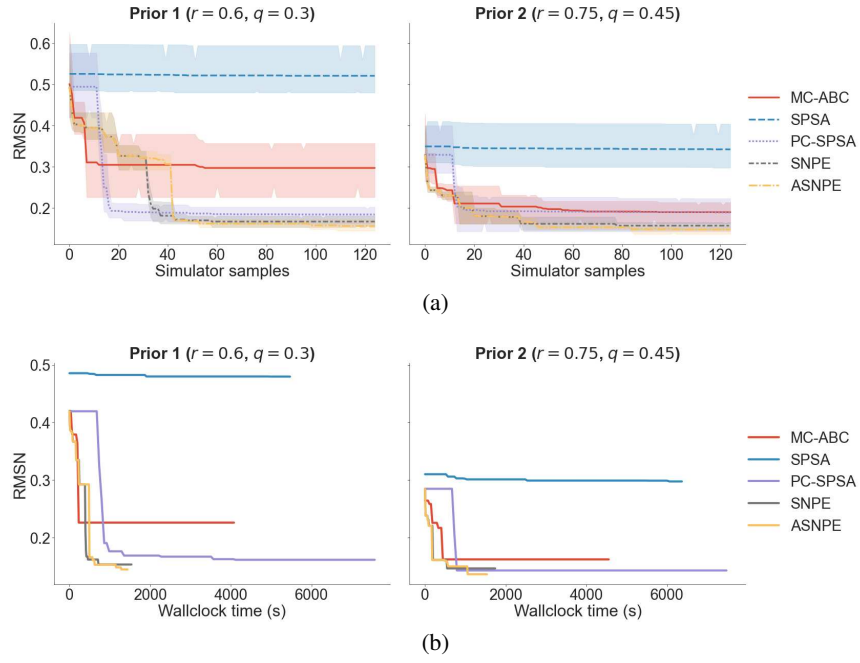 Prior 1 (r = 0.6, q = 0.3)
Prior 2 (r = 0.75, q = 0.45)
0.6
0.5
0.4
0.3
0.2
RMSN
0 20 40 60 80 100 120
Simulator samples
0 20 40 60 80 100 120
Simulator samples
MC-ABC
SPSA
PC-SPSA
SNPE
ASNPE
(a)
Prior 1 (r = 0.6, q = 0.3)
Prior 2 (r = 0.75, q = 0.45)
0.5
0.4
0.3
0.2
RMSN
0 2000 4000 6000
Wallclock time (s)
0 2000 4000 6000
Wallclock time (s)
MC-ABC
SPSA
PC-SPSA
SNPE
ASNPE
(b)